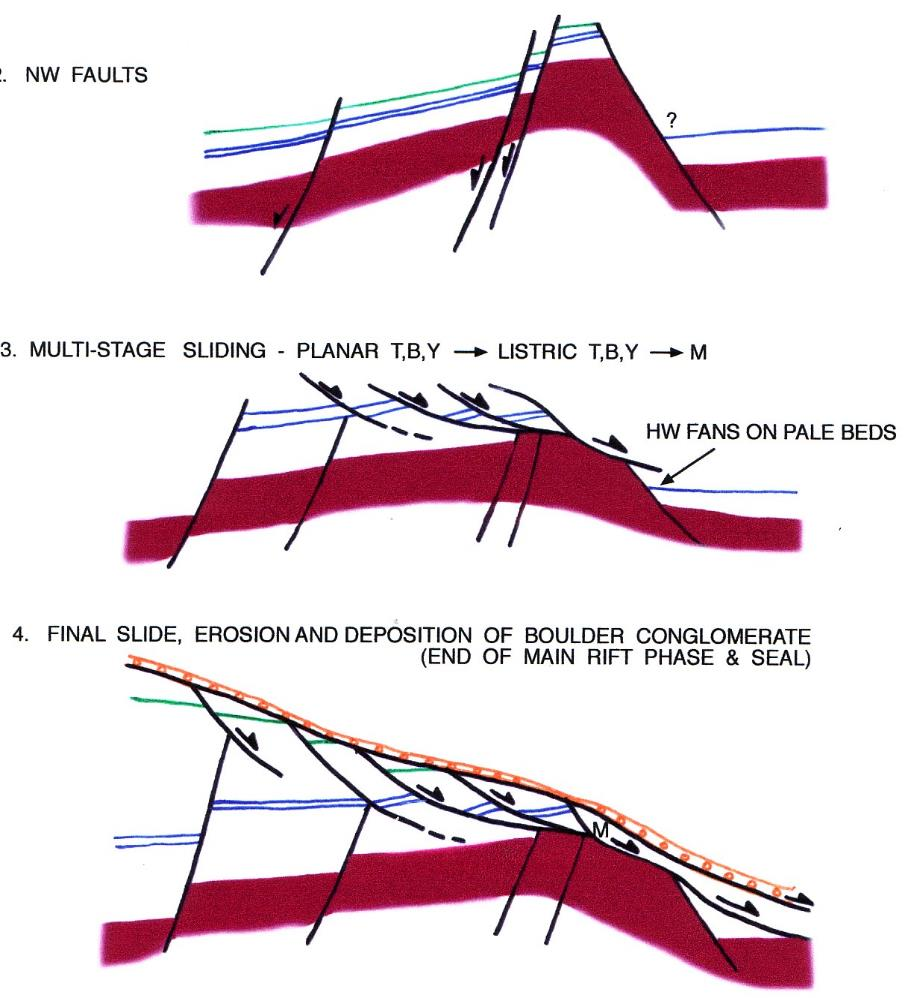 2. NW FAULTS
?
3. MULTI-STAGE SLIDING - PLANAR T,B,Y → LISTRIC T,B,Y → M
HW FANS ON PALE BEDS
4. FINAL SLIDE, EROSION AND DEPOSITION OF BOULDER CONGLOMERATE
(END OF MAIN RIFT PHASE & SEAL)
M